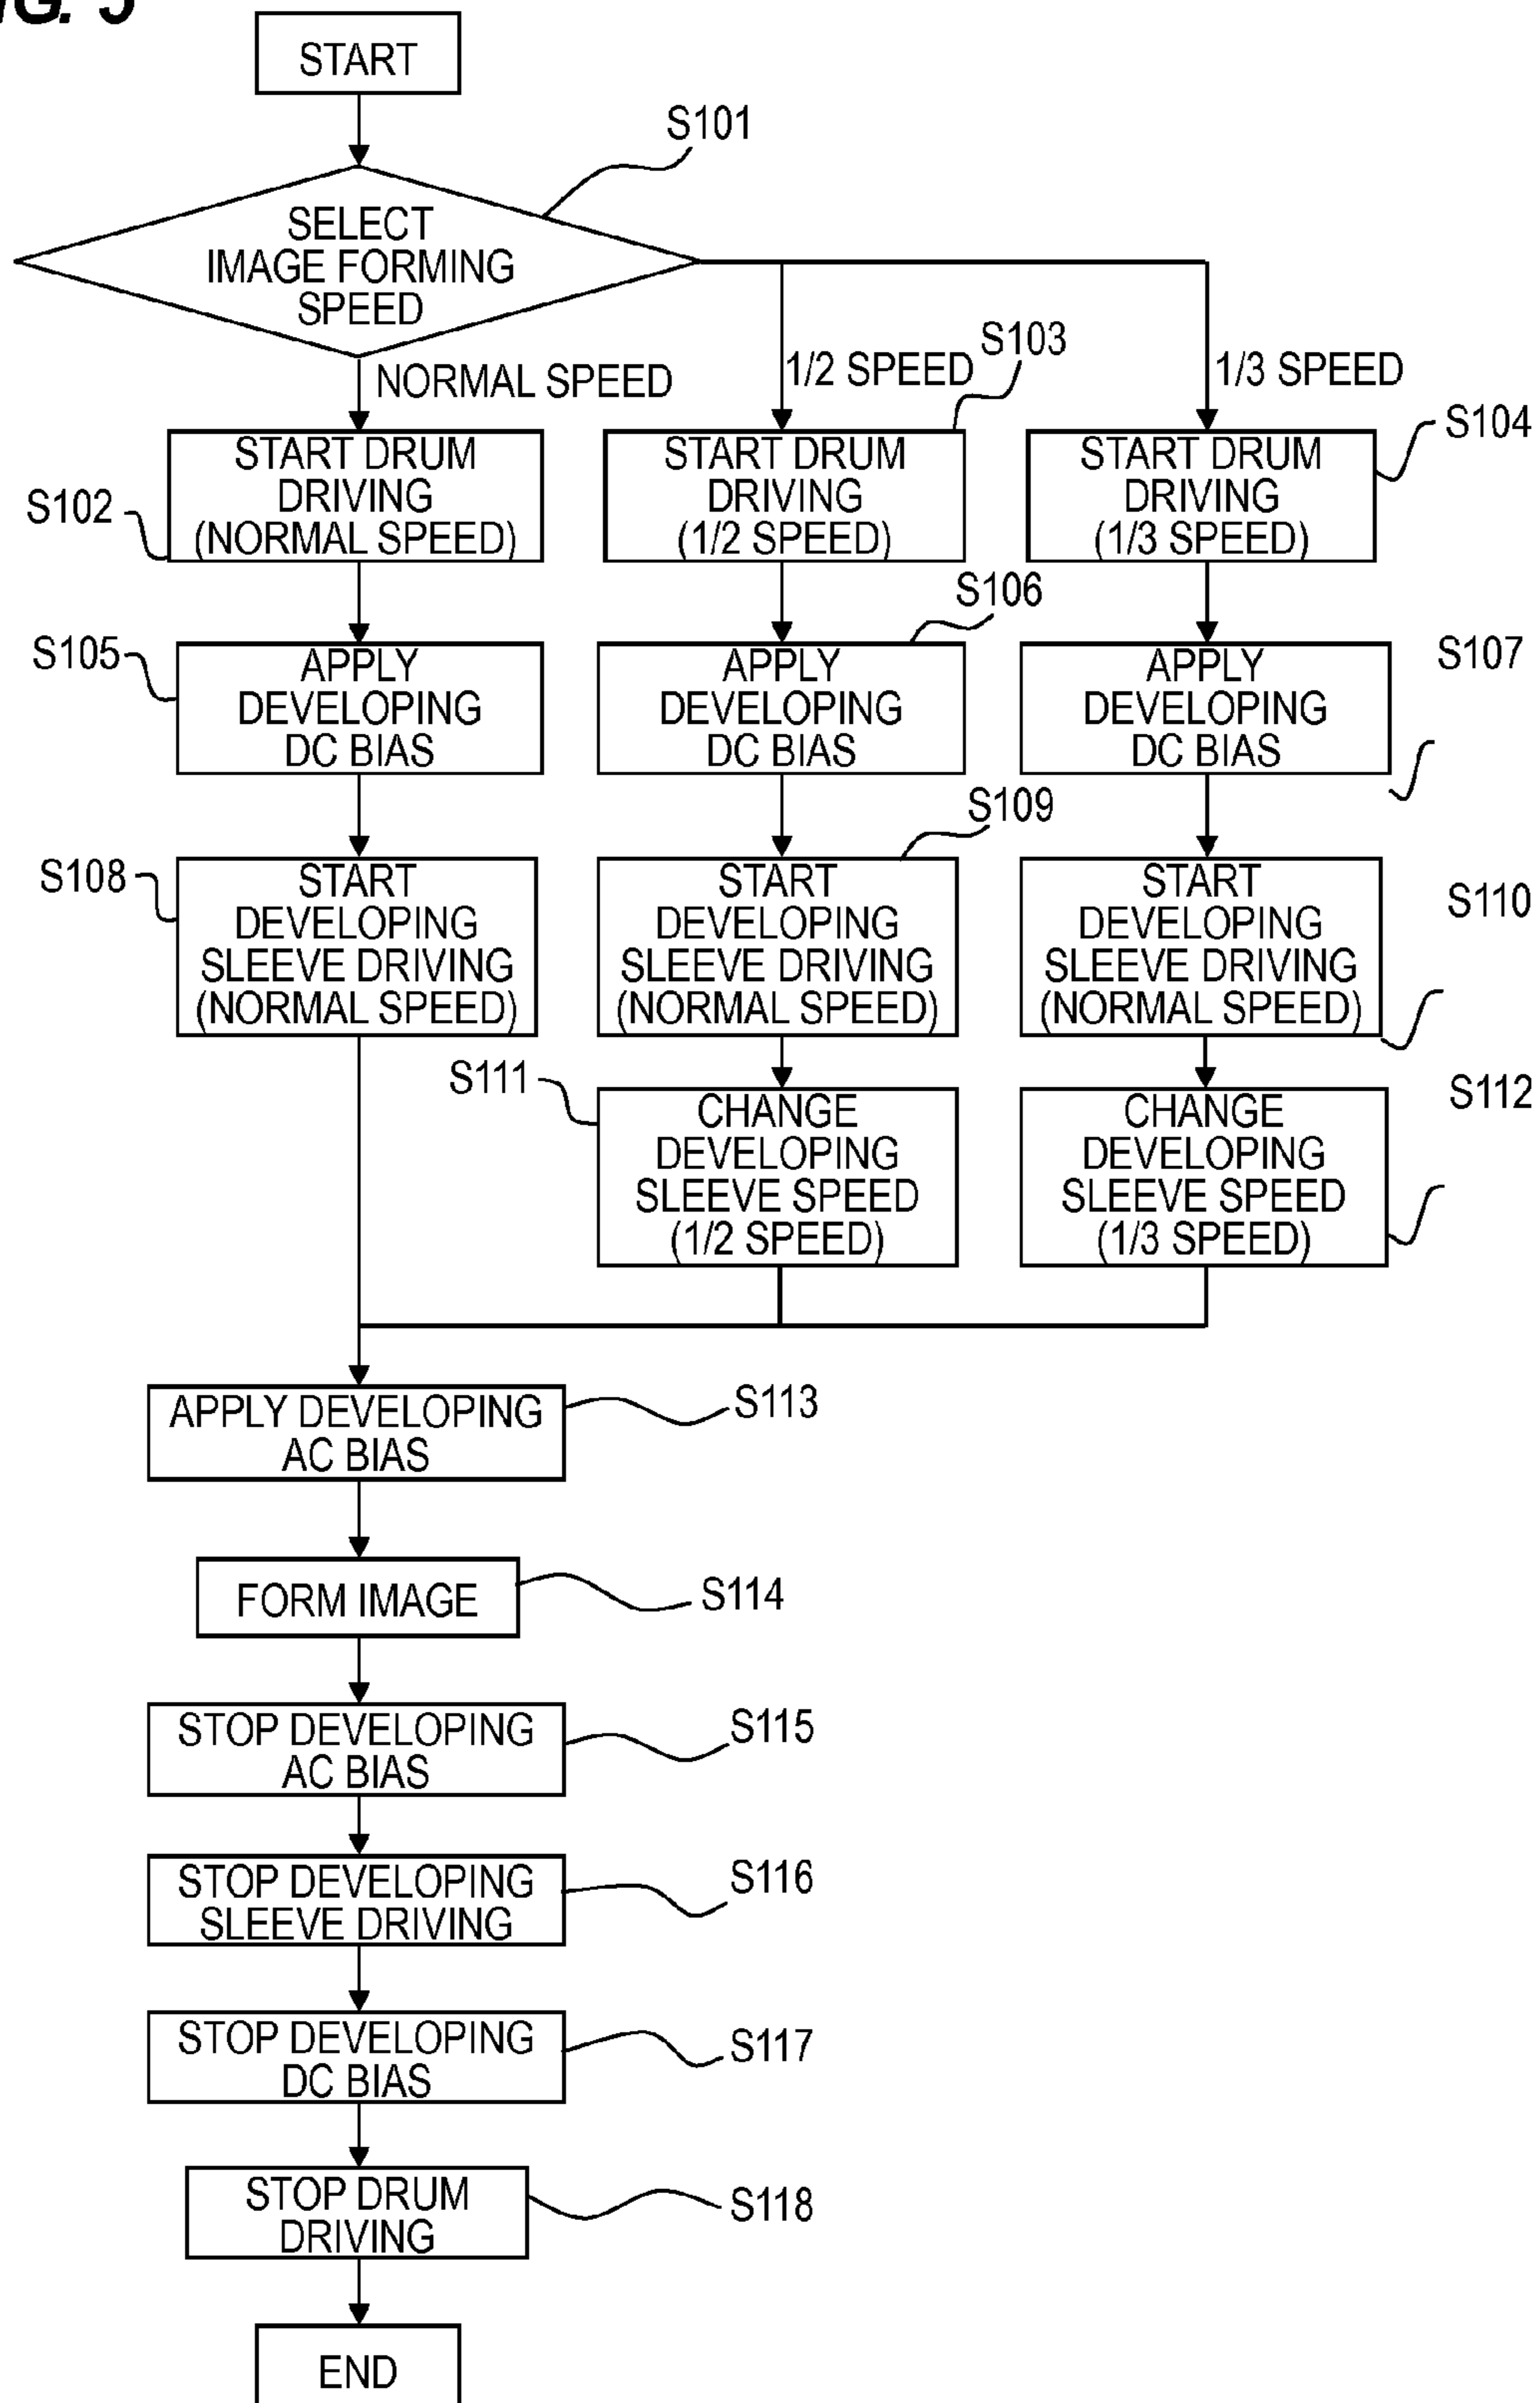 START
S101
SELECT
IMAGE FORMING
SPEED
NORMAL SPEED
1/2 SPEED
S103
1/3 SPEED
S104
S102
START DRUM
DRIVING
(NORMAL SPEED)
START DRUM
DRIVING
(1/2 SPEED)
START DRUM
DRIVING
(1/3 SPEED)
S105
APPLY
DEVELOPING
DC BIAS
S106
APPLY
DEVELOPING
DC BIAS
S107
APPLY
DEVELOPING
DC BIAS
S108
START
DEVELOPING
SLEEVE DRIVING
(NORMAL SPEED)
S109
START
DEVELOPING
SLEEVE DRIVING
(NORMAL SPEED)
S110
START
DEVELOPING
SLEEVE DRIVING
(NORMAL SPEED)
S111
CHANGE
DEVELOPING
SLEEVE SPEED
(1/2 SPEED)
S112
CHANGE
DEVELOPING
SLEEVE SPEED
(1/3 SPEED)
APPLY DEVELOPING
AC BIAS
S113
FORM IMAGE
S114
STOP DEVELOPING
AC BIAS
S115
STOP DEVELOPING
SLEEVE DRIVING
S116
STOP DEVELOPING
DC BIAS
S117
STOP DRUM
DRIVING
S118
END